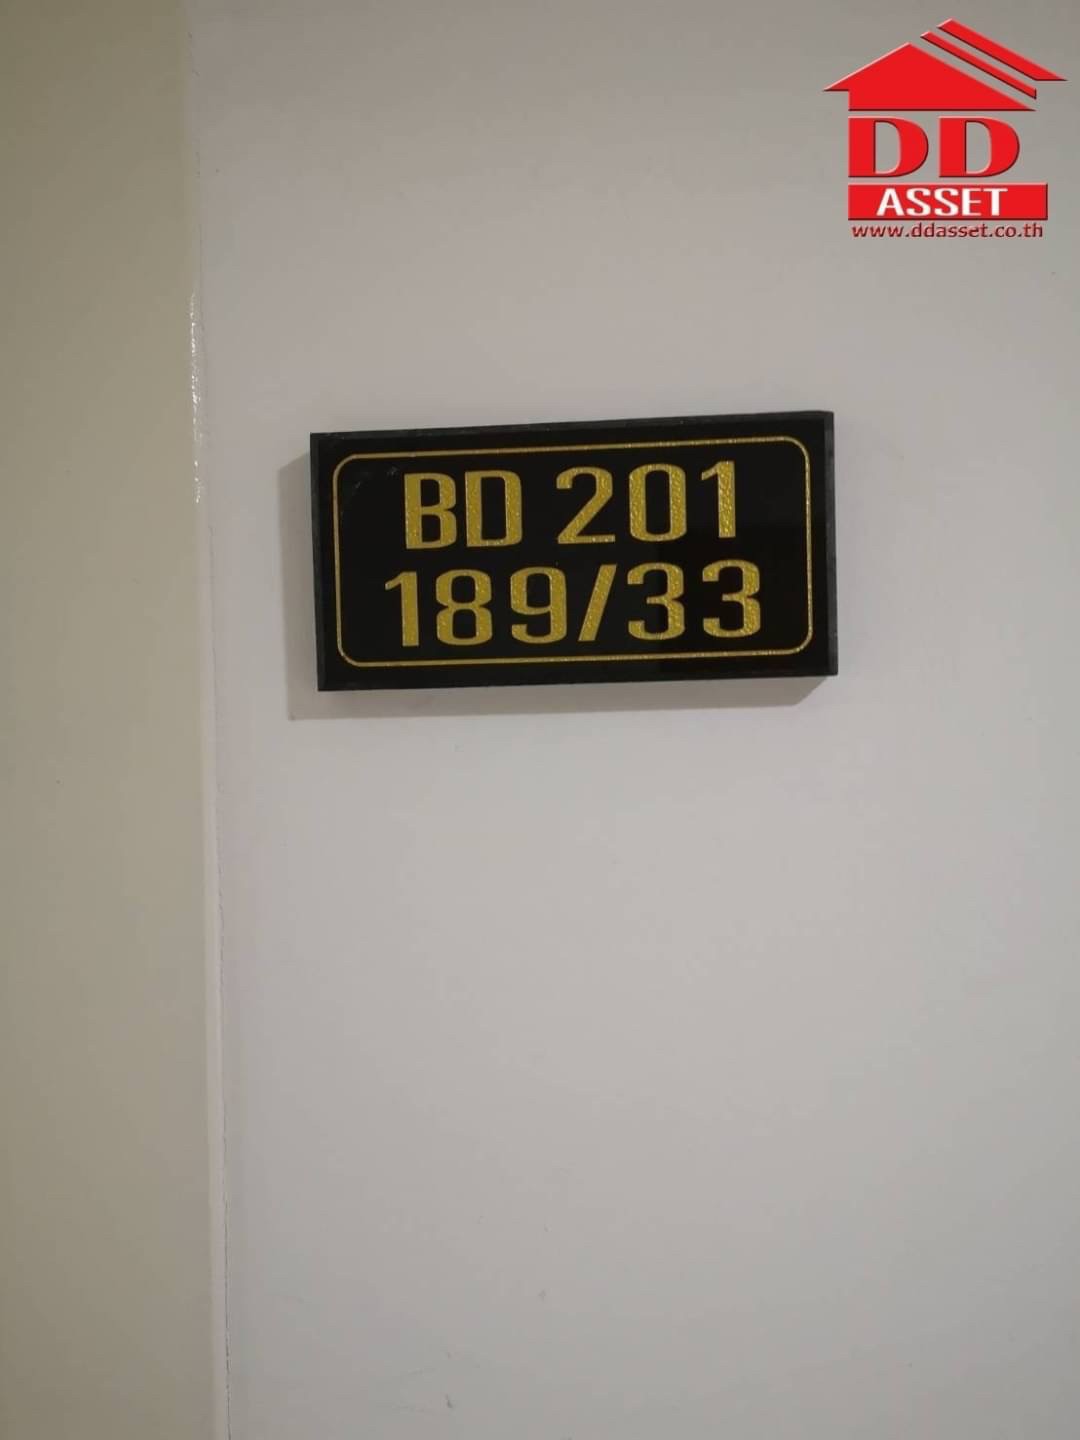 DD
ASSET
www.ddasset.co.th
BD 201
189/33